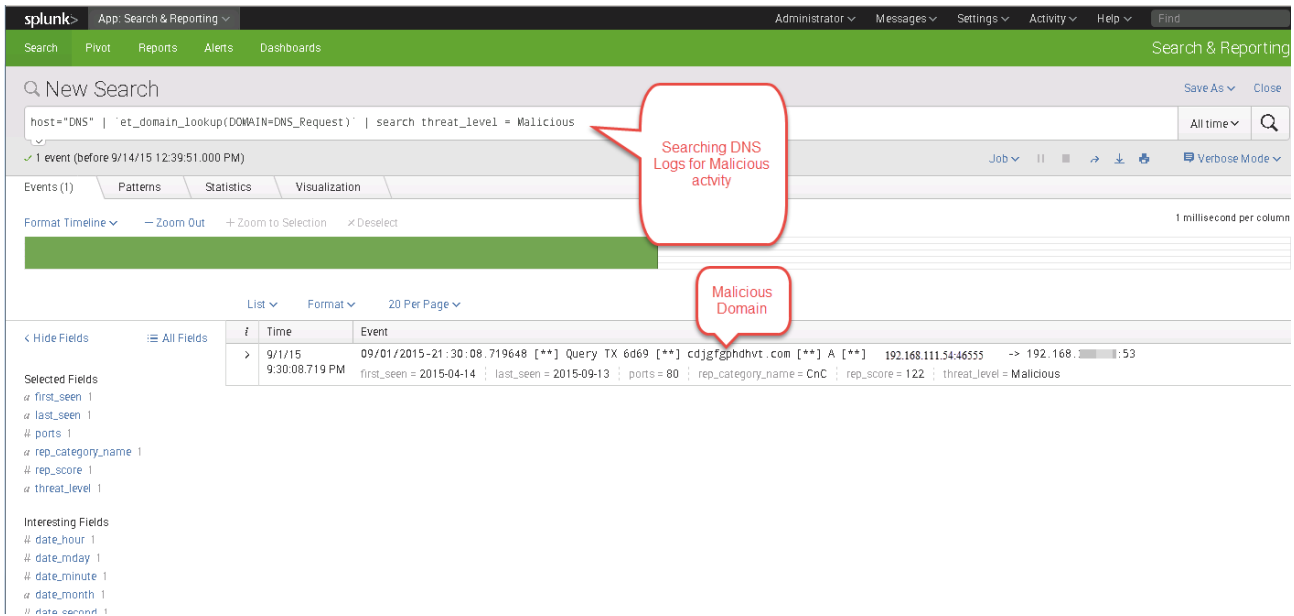 splunk> App: Search & Reporting Administrator Messages Settings Activity Help Find
Search Pivot Reports Alerts Dashboards Search & Reporting
New Search Save As Close
host="DNS" | `et_domain_lookup(DOMAIN=DNS_Request)` | search threat_level = Malicious All time
Searching DNS
Logs for Malicious
actvity
✓ 1 event (before 9/14/15 12:39:51.000 PM) Job Verbose Mode
Events (1) Patterns Statistics Visualization
Format Timeline — Zoom Out + Zoom to Selection × Deselect 1 millisecond per column
Malicious
Domain
List Format 20 Per Page
< Hide Fields All Fields i Time Event
> 9/1/15 09/01/2015-21:30:08.719648 [**] Query TX 6d69 [**] cdjgfgphdhvt.com [**] A [**] 192.168.111.54:46555 -> 192.168. :53
9:30:08.719 PM first_seen = 2015-04-14 last_seen = 2015-09-13 ports = 80 rep_category_name = CnC rep_score = 122 threat_level = Malicious
Selected Fields
a first_seen 1
a last_seen 1
# ports 1
a rep_category_name 1
# rep_score 1
a threat_level 1
Interesting Fields
# date_hour 1
# date_mday 1
# date_minute 1
a date_month 1
# date_second 1